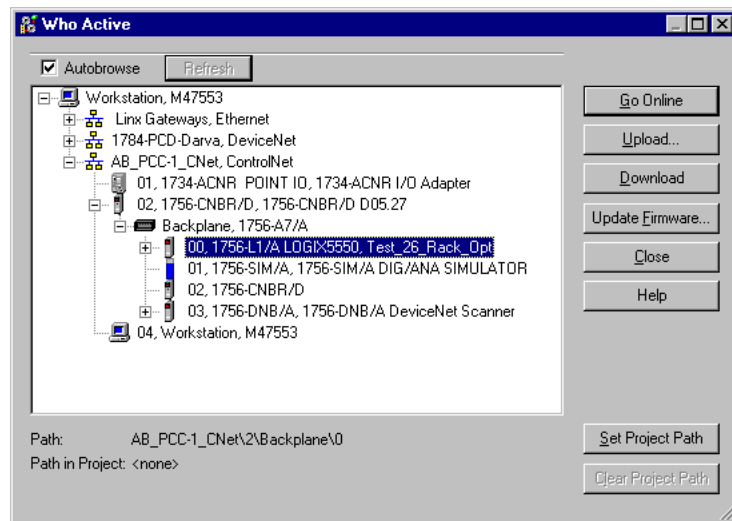 Who Active
Autobrowse Refresh
Workstation, M47553
Linx Gateways, Ethernet
1784-PCD-Darva, DeviceNet
AB_PCC-1_CNet, ControlNet
01, 1734-ACNR POINT IO, 1734-ACNR I/O Adapter
02, 1756-CNBR/D, 1756-CNBR/D D05.27
Backplane, 1756-A7/A
00, 1756-L1/A LOGIX5550, Test_26_Rack_Opt
01, 1756-SIM/A, 1756-SIM/A DIG/ANA SIMULATOR
02, 1756-CNBR/D
03, 1756-DNB/A, 1756-DNB/A DeviceNet Scanner
04, Workstation, M47553
Go Online
Upload...
Download
Update Firmware...
Close
Help
Path: AB_PCC-1_CNet\2\Backplane\0
Path in Project: <none>
Set Project Path
Clear Project Path